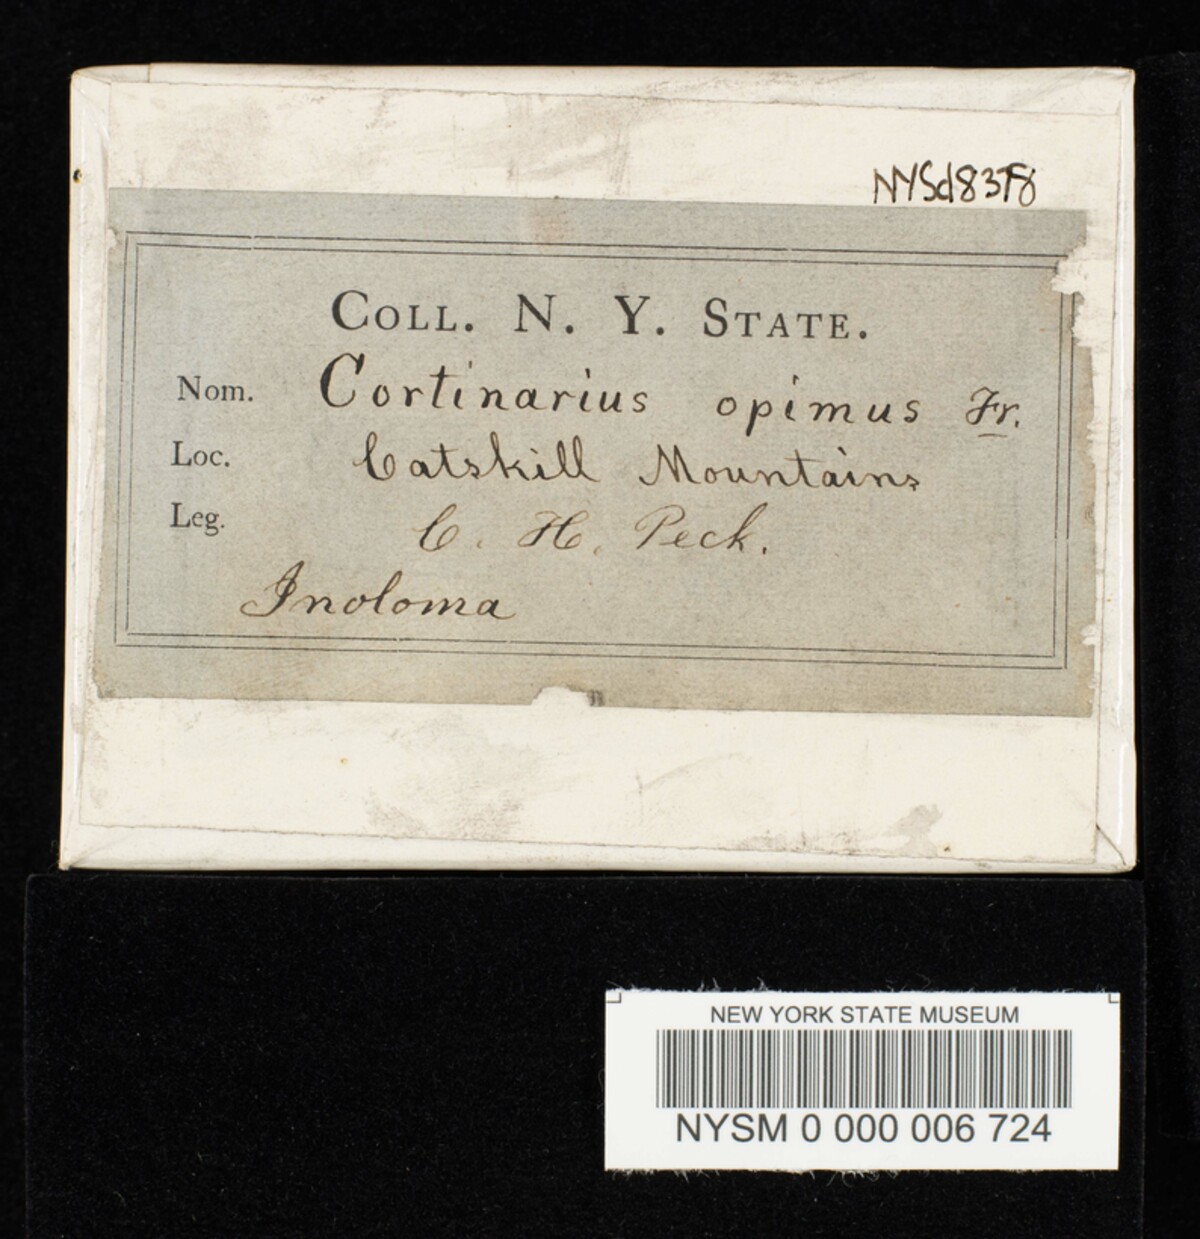 NYSd8378
COLL. N. Y. STATE.
Nom. Cortinarius opimus Fr.
Loc. Catskill Mountains
Leg. C. H. Peck.
Inoloma
NEW YORK STATE MUSEUM
NYSM 0 000 006 724